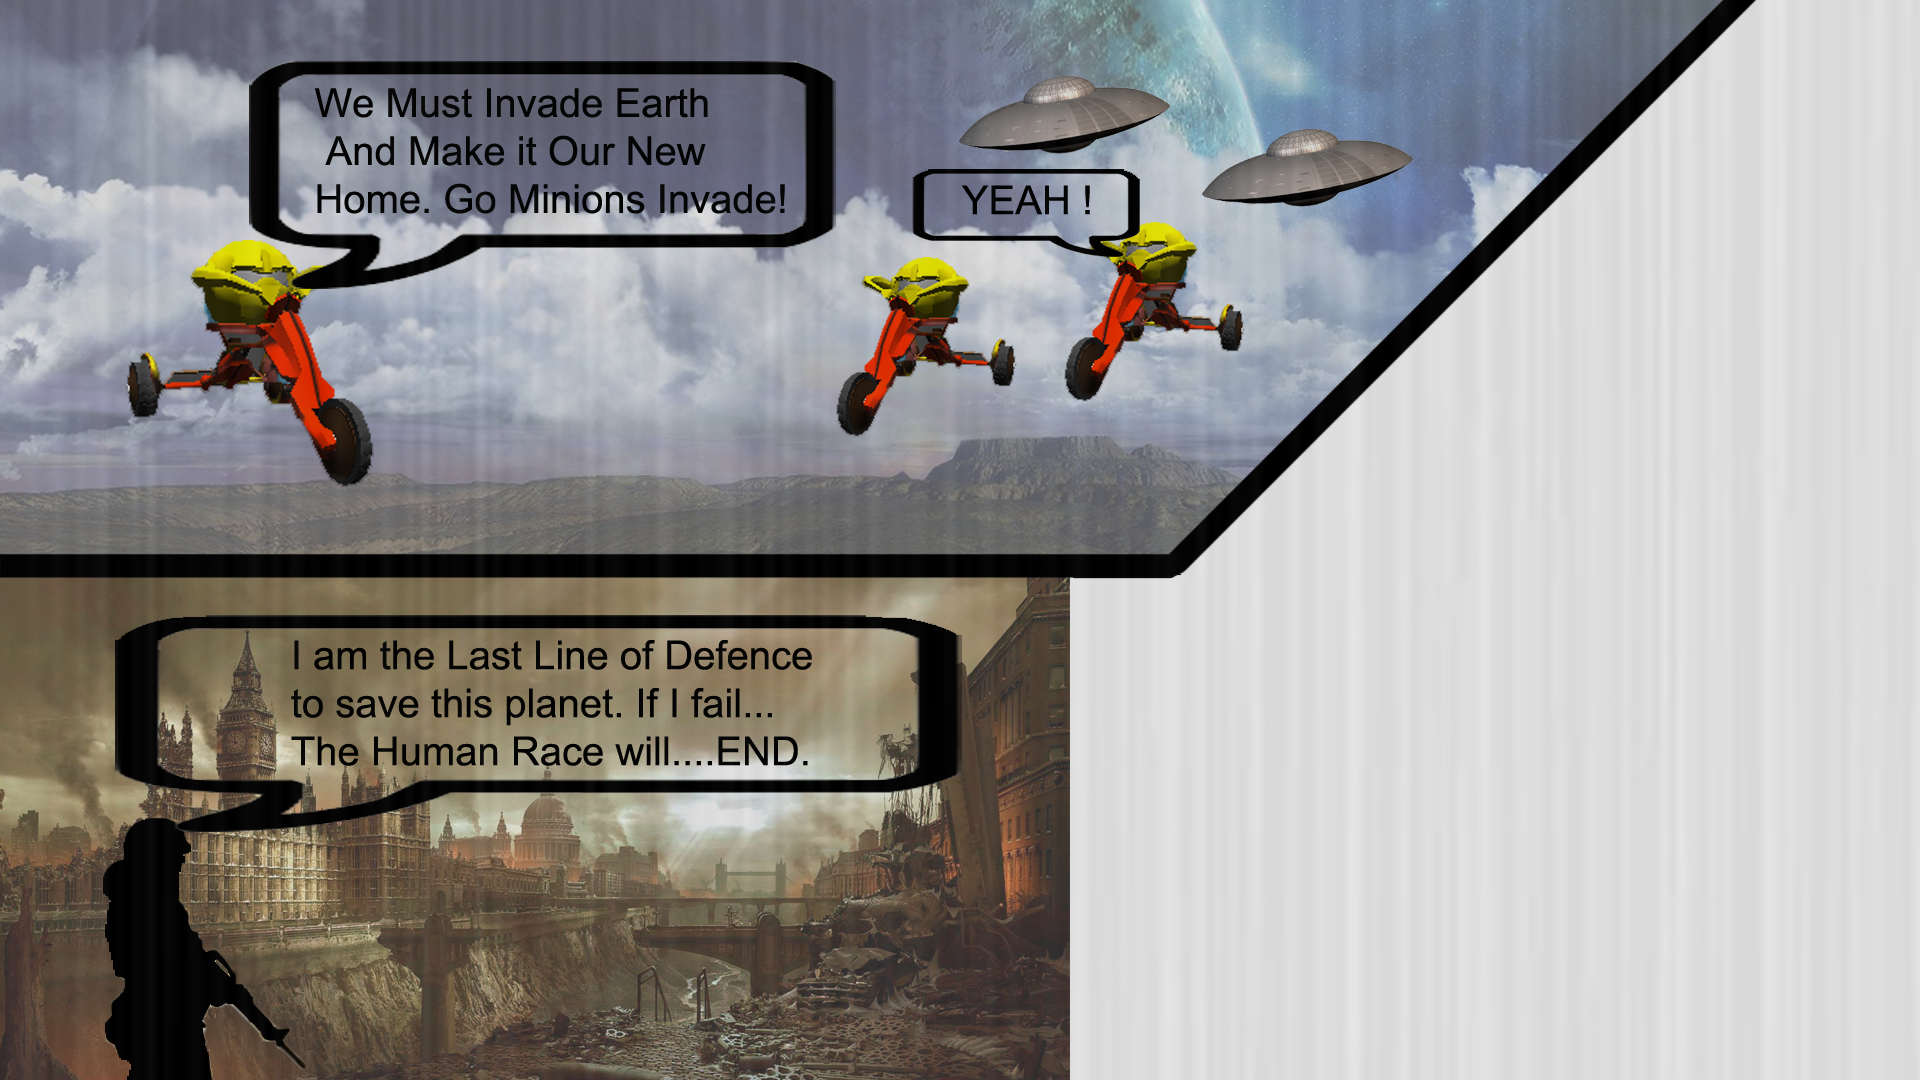 We Must Invade Earth
And Make it Our New
Home. Go Minions Invade!
YEAH !
I am the Last Line of Defence
to save this planet. If I fail...
The Human Race will....END.